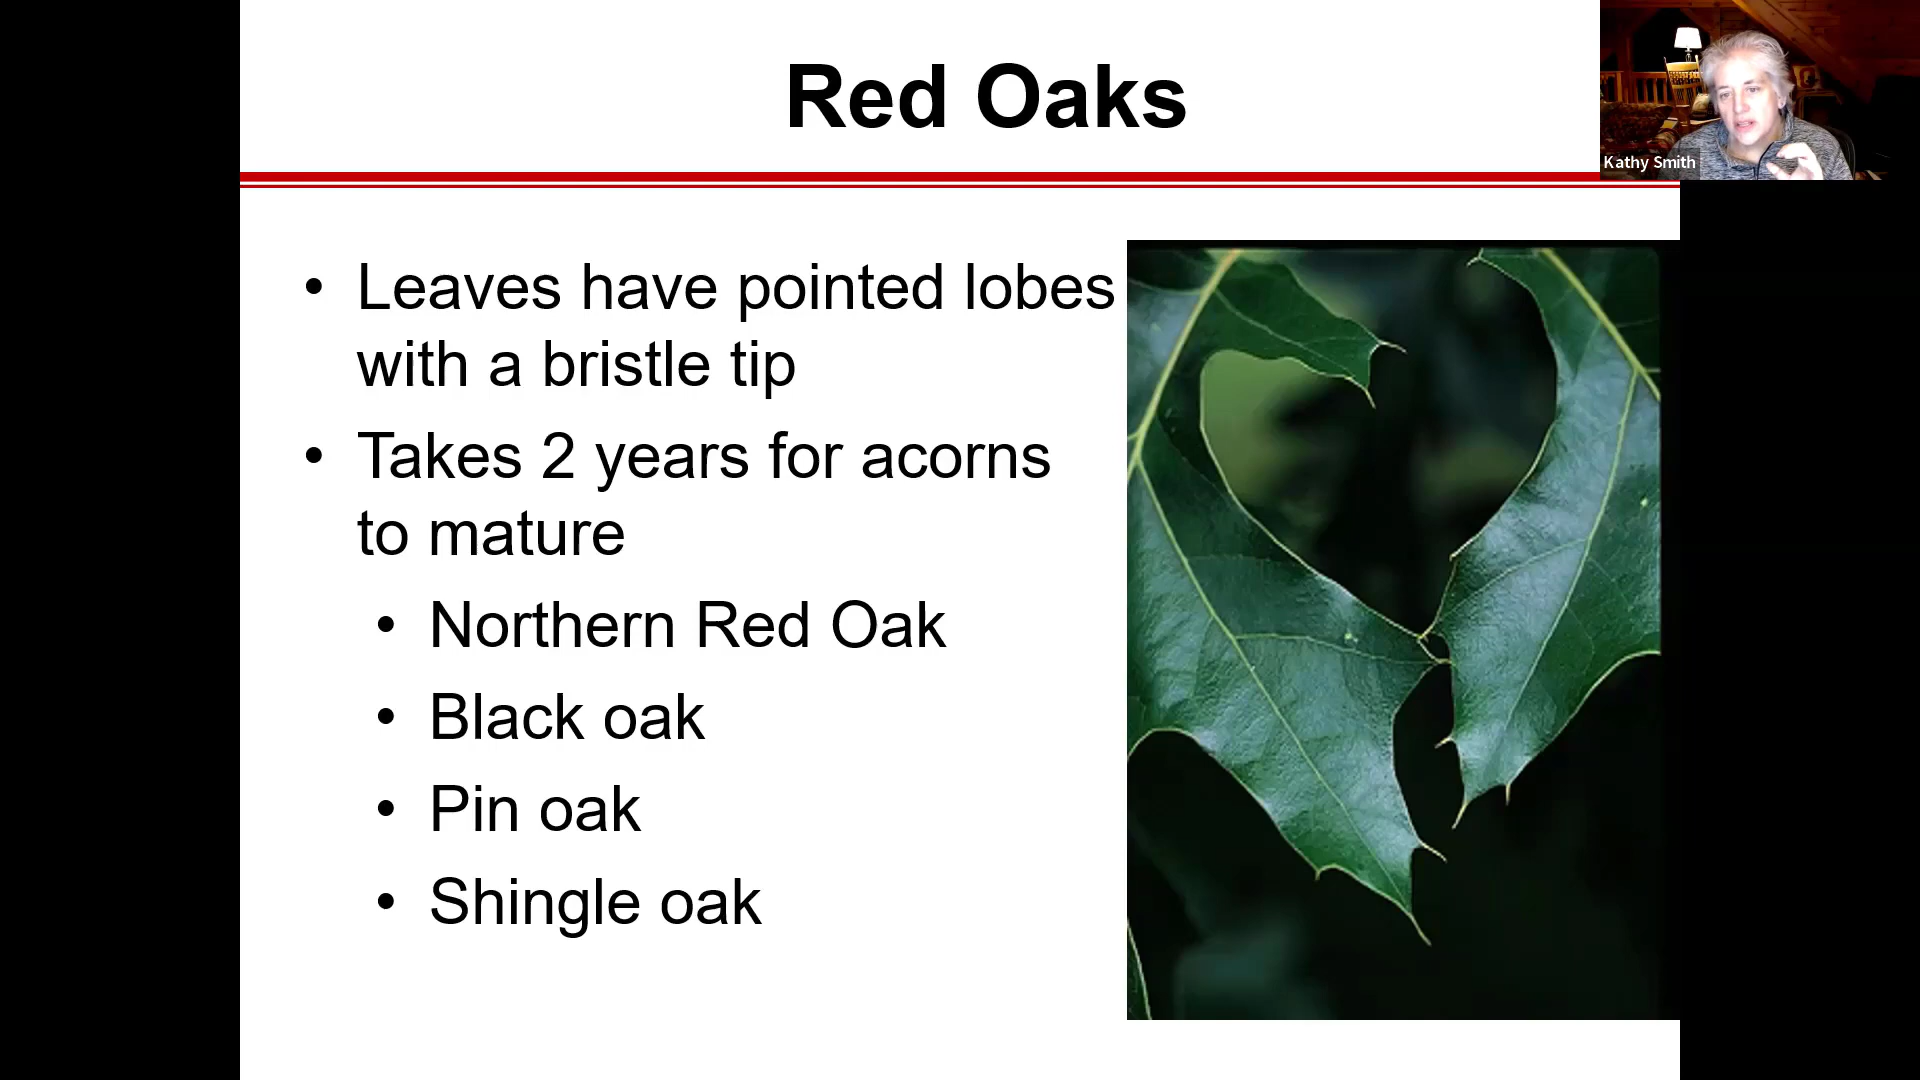 Red Oaks
Kathy Smith
• Leaves have pointed lobes
with a bristle tip
• Takes 2 years for acorns
to mature
• Northern Red Oak
• Black oak
• Pin oak
• Shingle oak